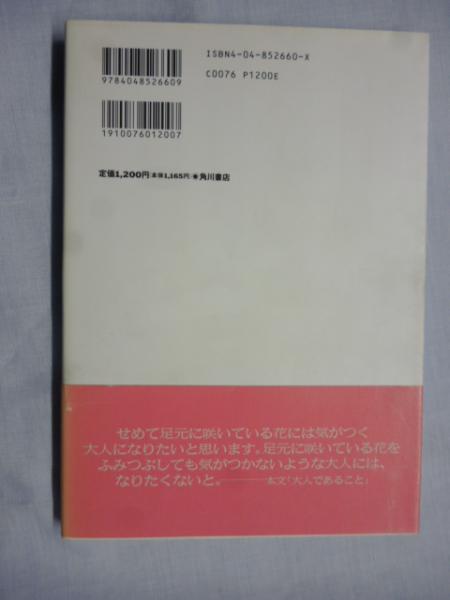 ISBN4-04-852660-X
C0076 P1200E
9784048526609
1910076012007
定価1,200円(本体1,165円)●角川書店
せめて足元に咲いている花には気がつく
大人になりたいと思います。足元に咲いている花を
ふみつぶしても気がつかないような大人には、
なりたくないと。――本文「大人であること」